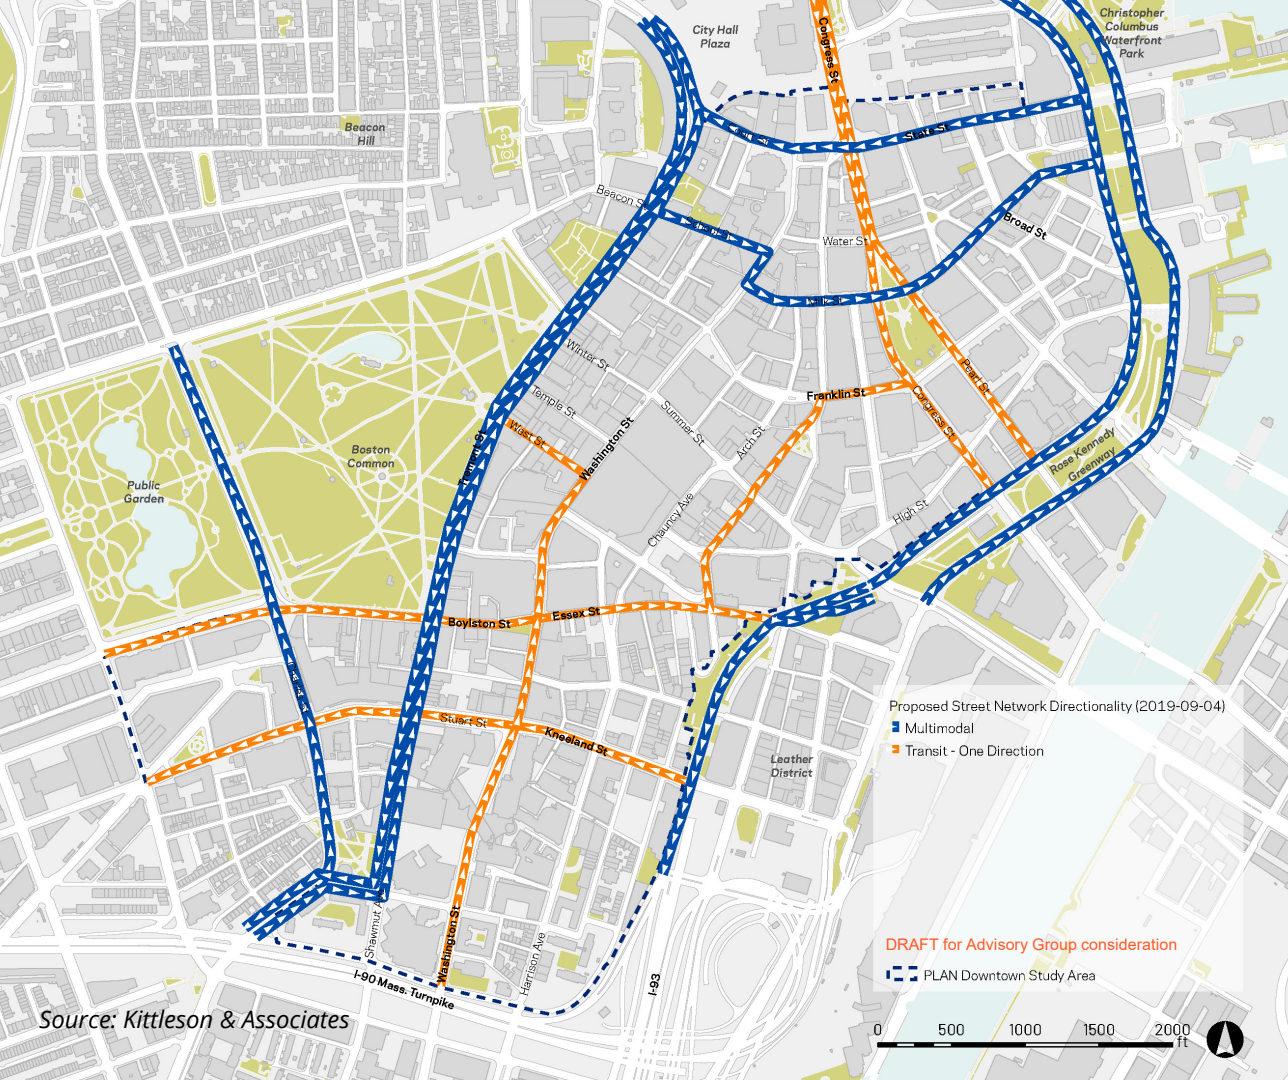 City Hall
Plaza
Congress St
Christopher
Columbus
Waterfront
Park
Beacon
Hill
Court St
State St
Beacon St
School St
Water St
Broad St
Milk St
Winter St
Temple St
Franklin St
Pearl St
Congress St
West St
Washington St
Summer St
Arch St
Tremont St
Boston
Common
Public
Garden
Rose Kennedy
Greenway
Chauncy Ave
High St
Boylston St
Essex St
Stuart St
Kneeland St
Leather
District
Proposed Street Network Directionality (2019-09-04)
Multimodal
Transit - One Direction
DRAFT for Advisory Group consideration
PLAN Downtown Study Area
Washington St
Harrison Ave
I-90 Mass. Turnpike
I-93
Source: Kittleson & Associates
0 500 1000 1500 2000
ft